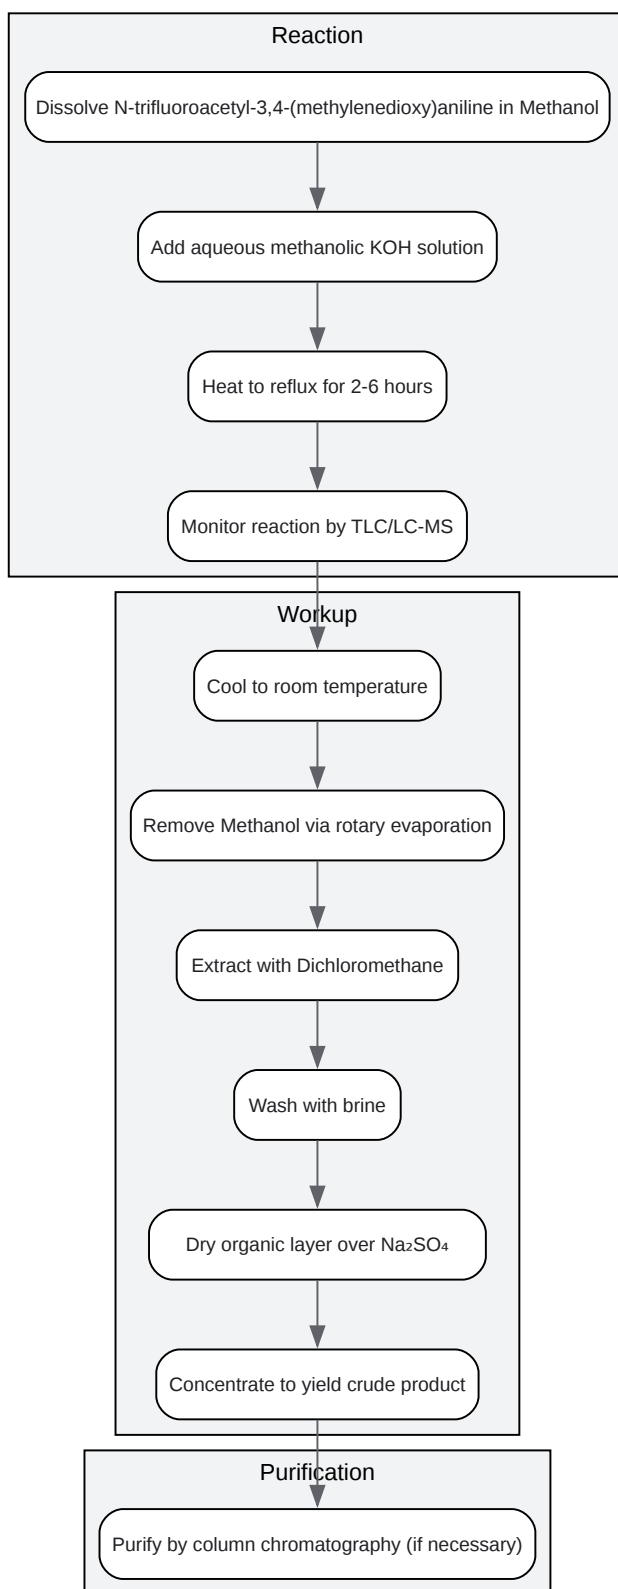 Reaction
Dissolve N-trifluoroacetyl-3,4-(methylenedioxy)aniline in Methanol
Add aqueous methanolic KOH solution
Heat to reflux for 2-6 hours
Monitor reaction by TLC/LC-MS
Workup
Cool to room temperature
Remove Methanol via rotary evaporation
Extract with Dichloromethane
Wash with brine
Dry organic layer over Na₂SO₄
Concentrate to yield crude product
Purification
Purify by column chromatography (if necessary)